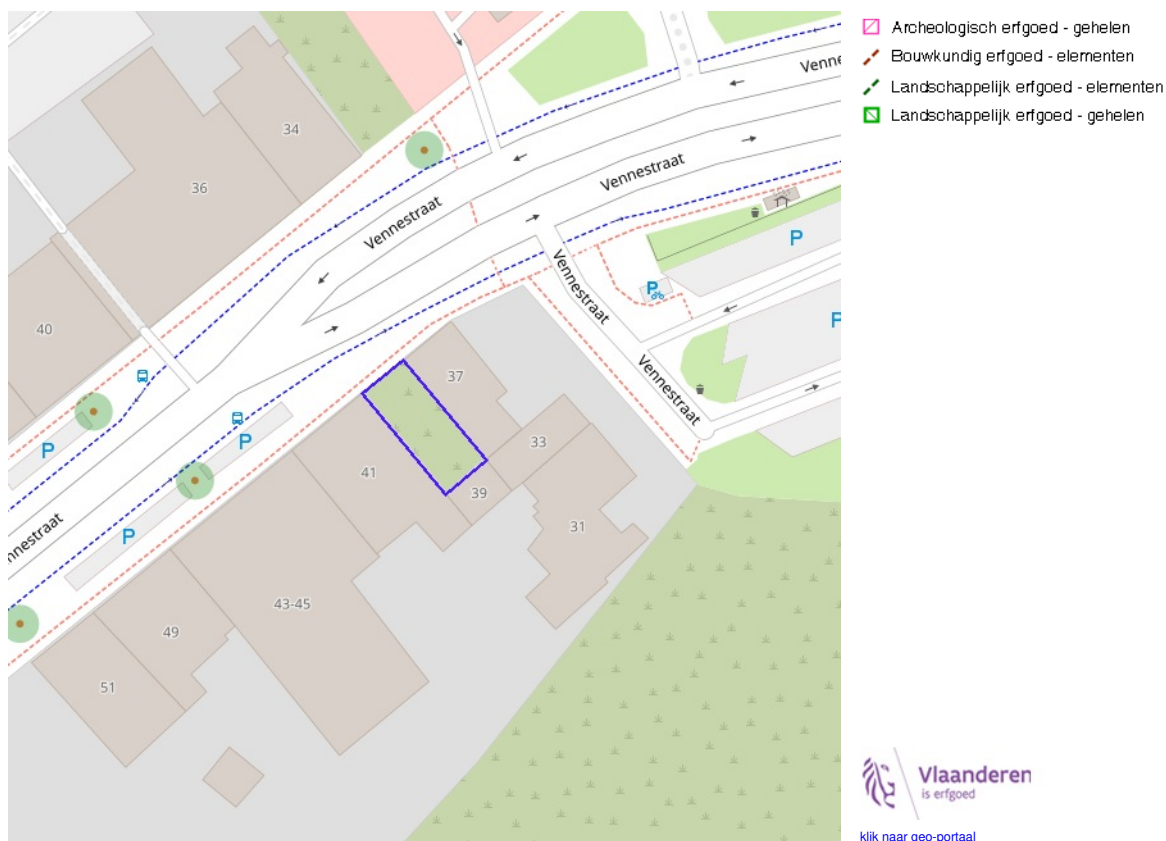 Venne
34
Vennestraat
36
Vennestraat
P
Vennestraat
P
40
P
Vennestraat
37
P
P
33
41
39
P
31
nnestraat
43-45
49
51
Archeologisch erfgoed - gehelen
Bouwkundig erfgoed - elementen
Landschappelijk erfgoed - elementen
Landschappelijk erfgoed - gehelen
Vlaanderen
is erfgoed
klik naar geo-portaal